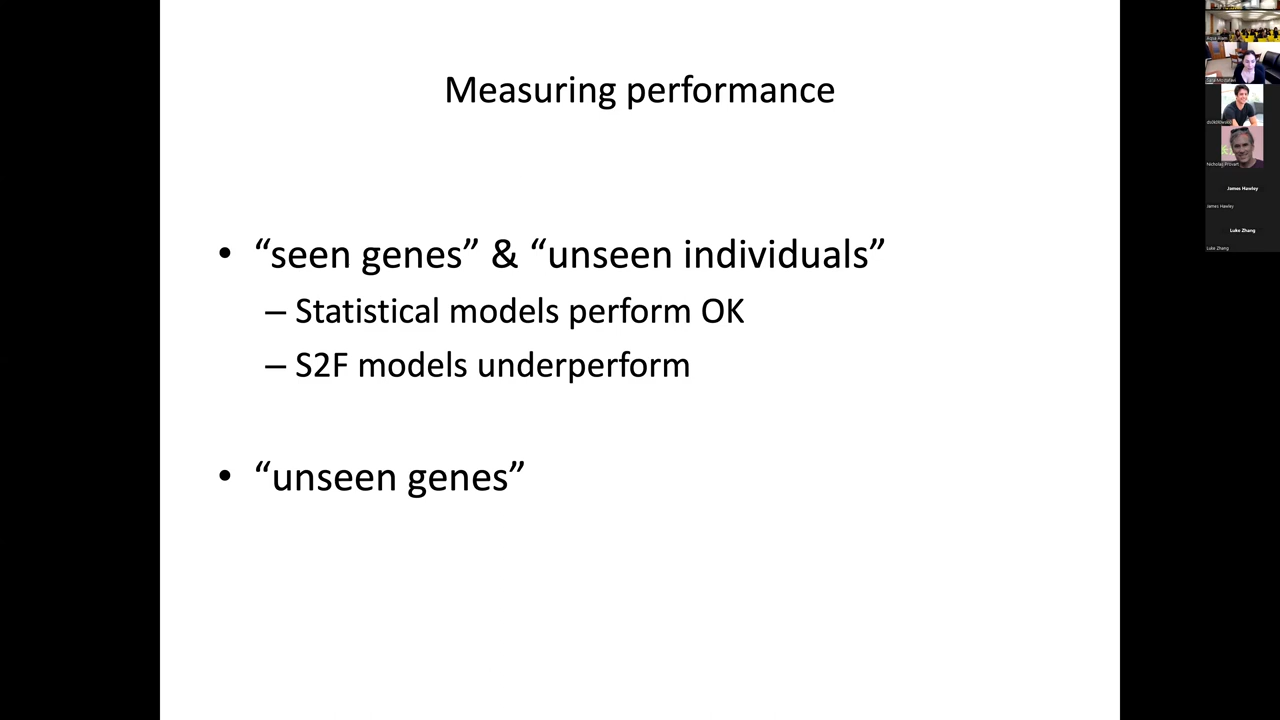 Measuring performance
• “seen genes” & “unseen individuals”
– Statistical models perform OK
– S2F models underperform
• “unseen genes”
Nicholas Provart
James Hawley
James Hawley
Luke Zhang
Luke Zhang